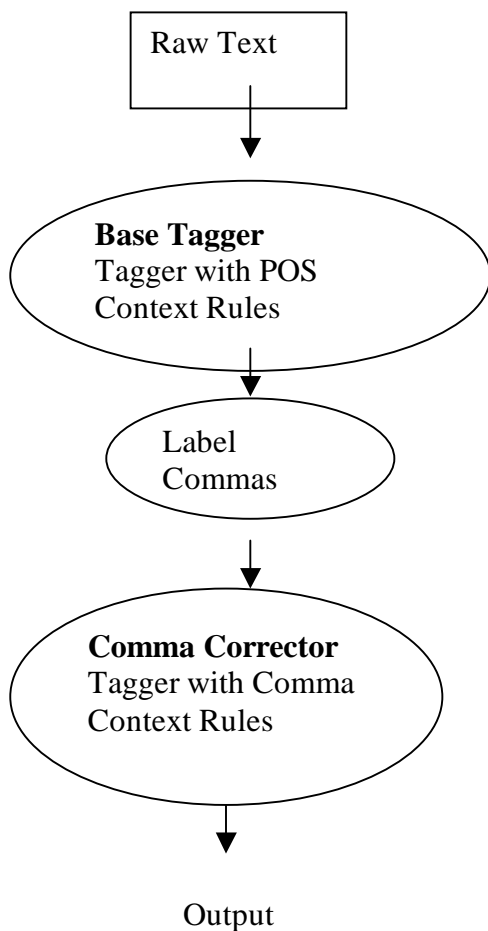 Raw Text
Base Tagger
Tagger with POS
Context Rules
Label
Commas
Comma Corrector
Tagger with Comma
Context Rules
Output